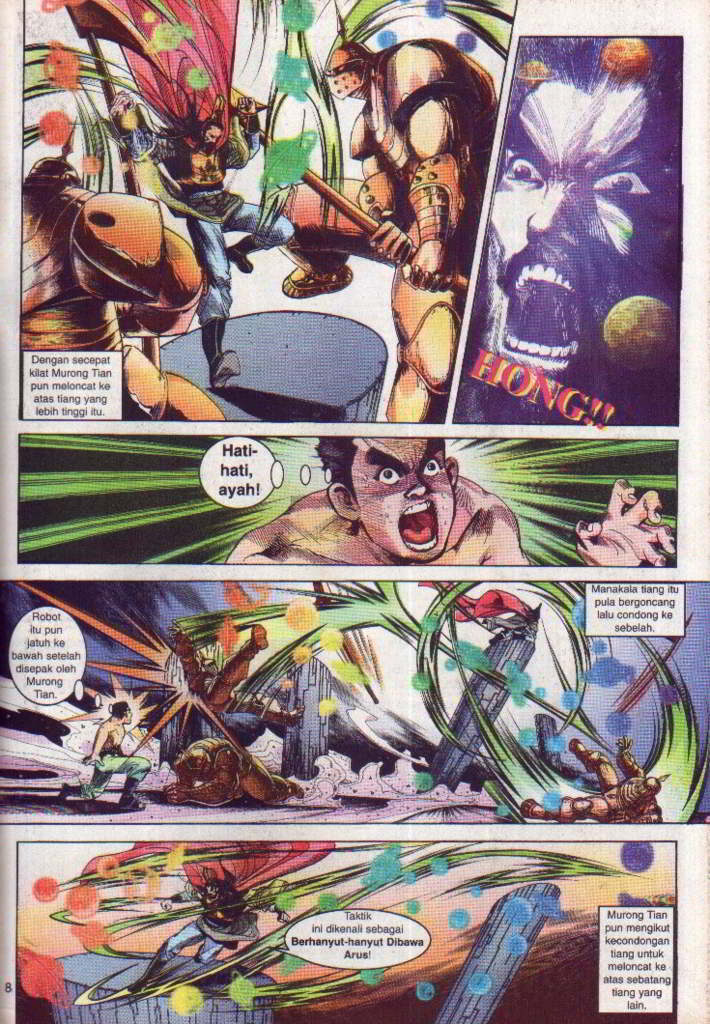 Dengan secepat
kilat Murong Tian
pun meloncat ke
atas tiang yang
lebih tinggi itu.
HONG!!
Hati-
hati,
ayah!
Robot
itu pun
jatuh ke
bawah setelah
disepak oleh
Murong
Tian.
Manakala tiang itu
pula bergoncang
lalu condong ke
sebelah.
Taktik
ini dikenali sebagai
Berhanyut-hanyut Dibawa
Arus!
Murong Tian
pun mengikut
kecondongan
tiang untuk
meloncat ke
atas sebatang
tiang yang
lain.
8